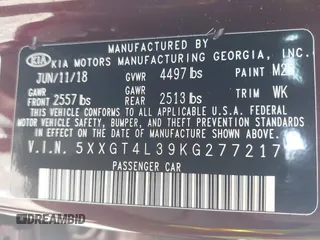 MANUFACTURED BY
KIA KIA MOTORS MANUFACTURING GEORGIA, INC.
JUN/11/18 GVWR 4497 lbs PAINT
GAWR FRONT 2557 lbs GAWR REAR 2513 lbs TRIM WK
THIS VEHICLE CONFORMS TO ALL APPLICABLE FEDERAL MOTOR
VEHICLE SAFETY, BUMPER, AND THEFT PREVENTION STANDARDS
IN EFFECT ON THE DATE OF MANUFACTURE SHOWN ABOVE.
V.I.N. 5XXGT4L39KG277217
PASSENGER CAR
DREAMBID